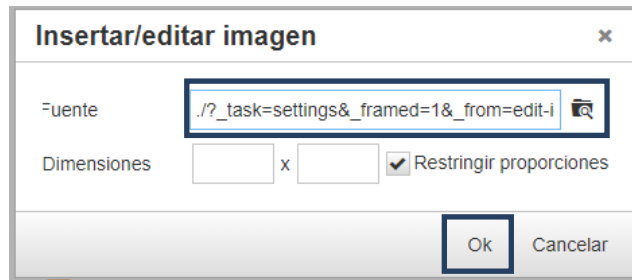 Insertar/editar imagen ×
Fuente ./?_task=settings&_framed=1&_from=edit-i
Dimensiones x Restringir proporciones
Ok Cancelar